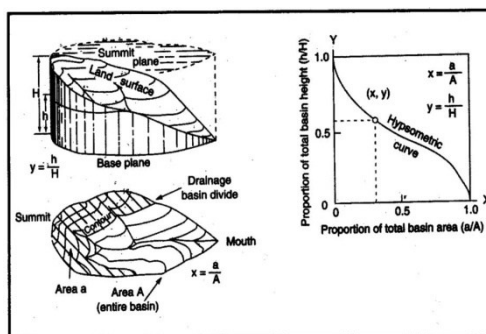 Summit
plane
Land surface
H
h
y = h/H
Base plane
Drainage
basin divide
Summit
Contour
Mouth
Area a
Area A
(entire basin)
x = a/A
Y
Proportion of total basin height (h/H)
1.0
0.5
0
x = a/A
y = h/H
(x, y)
Hypsometric
curve
0.5
1.0
X
Proportion of total basin area (a/A)